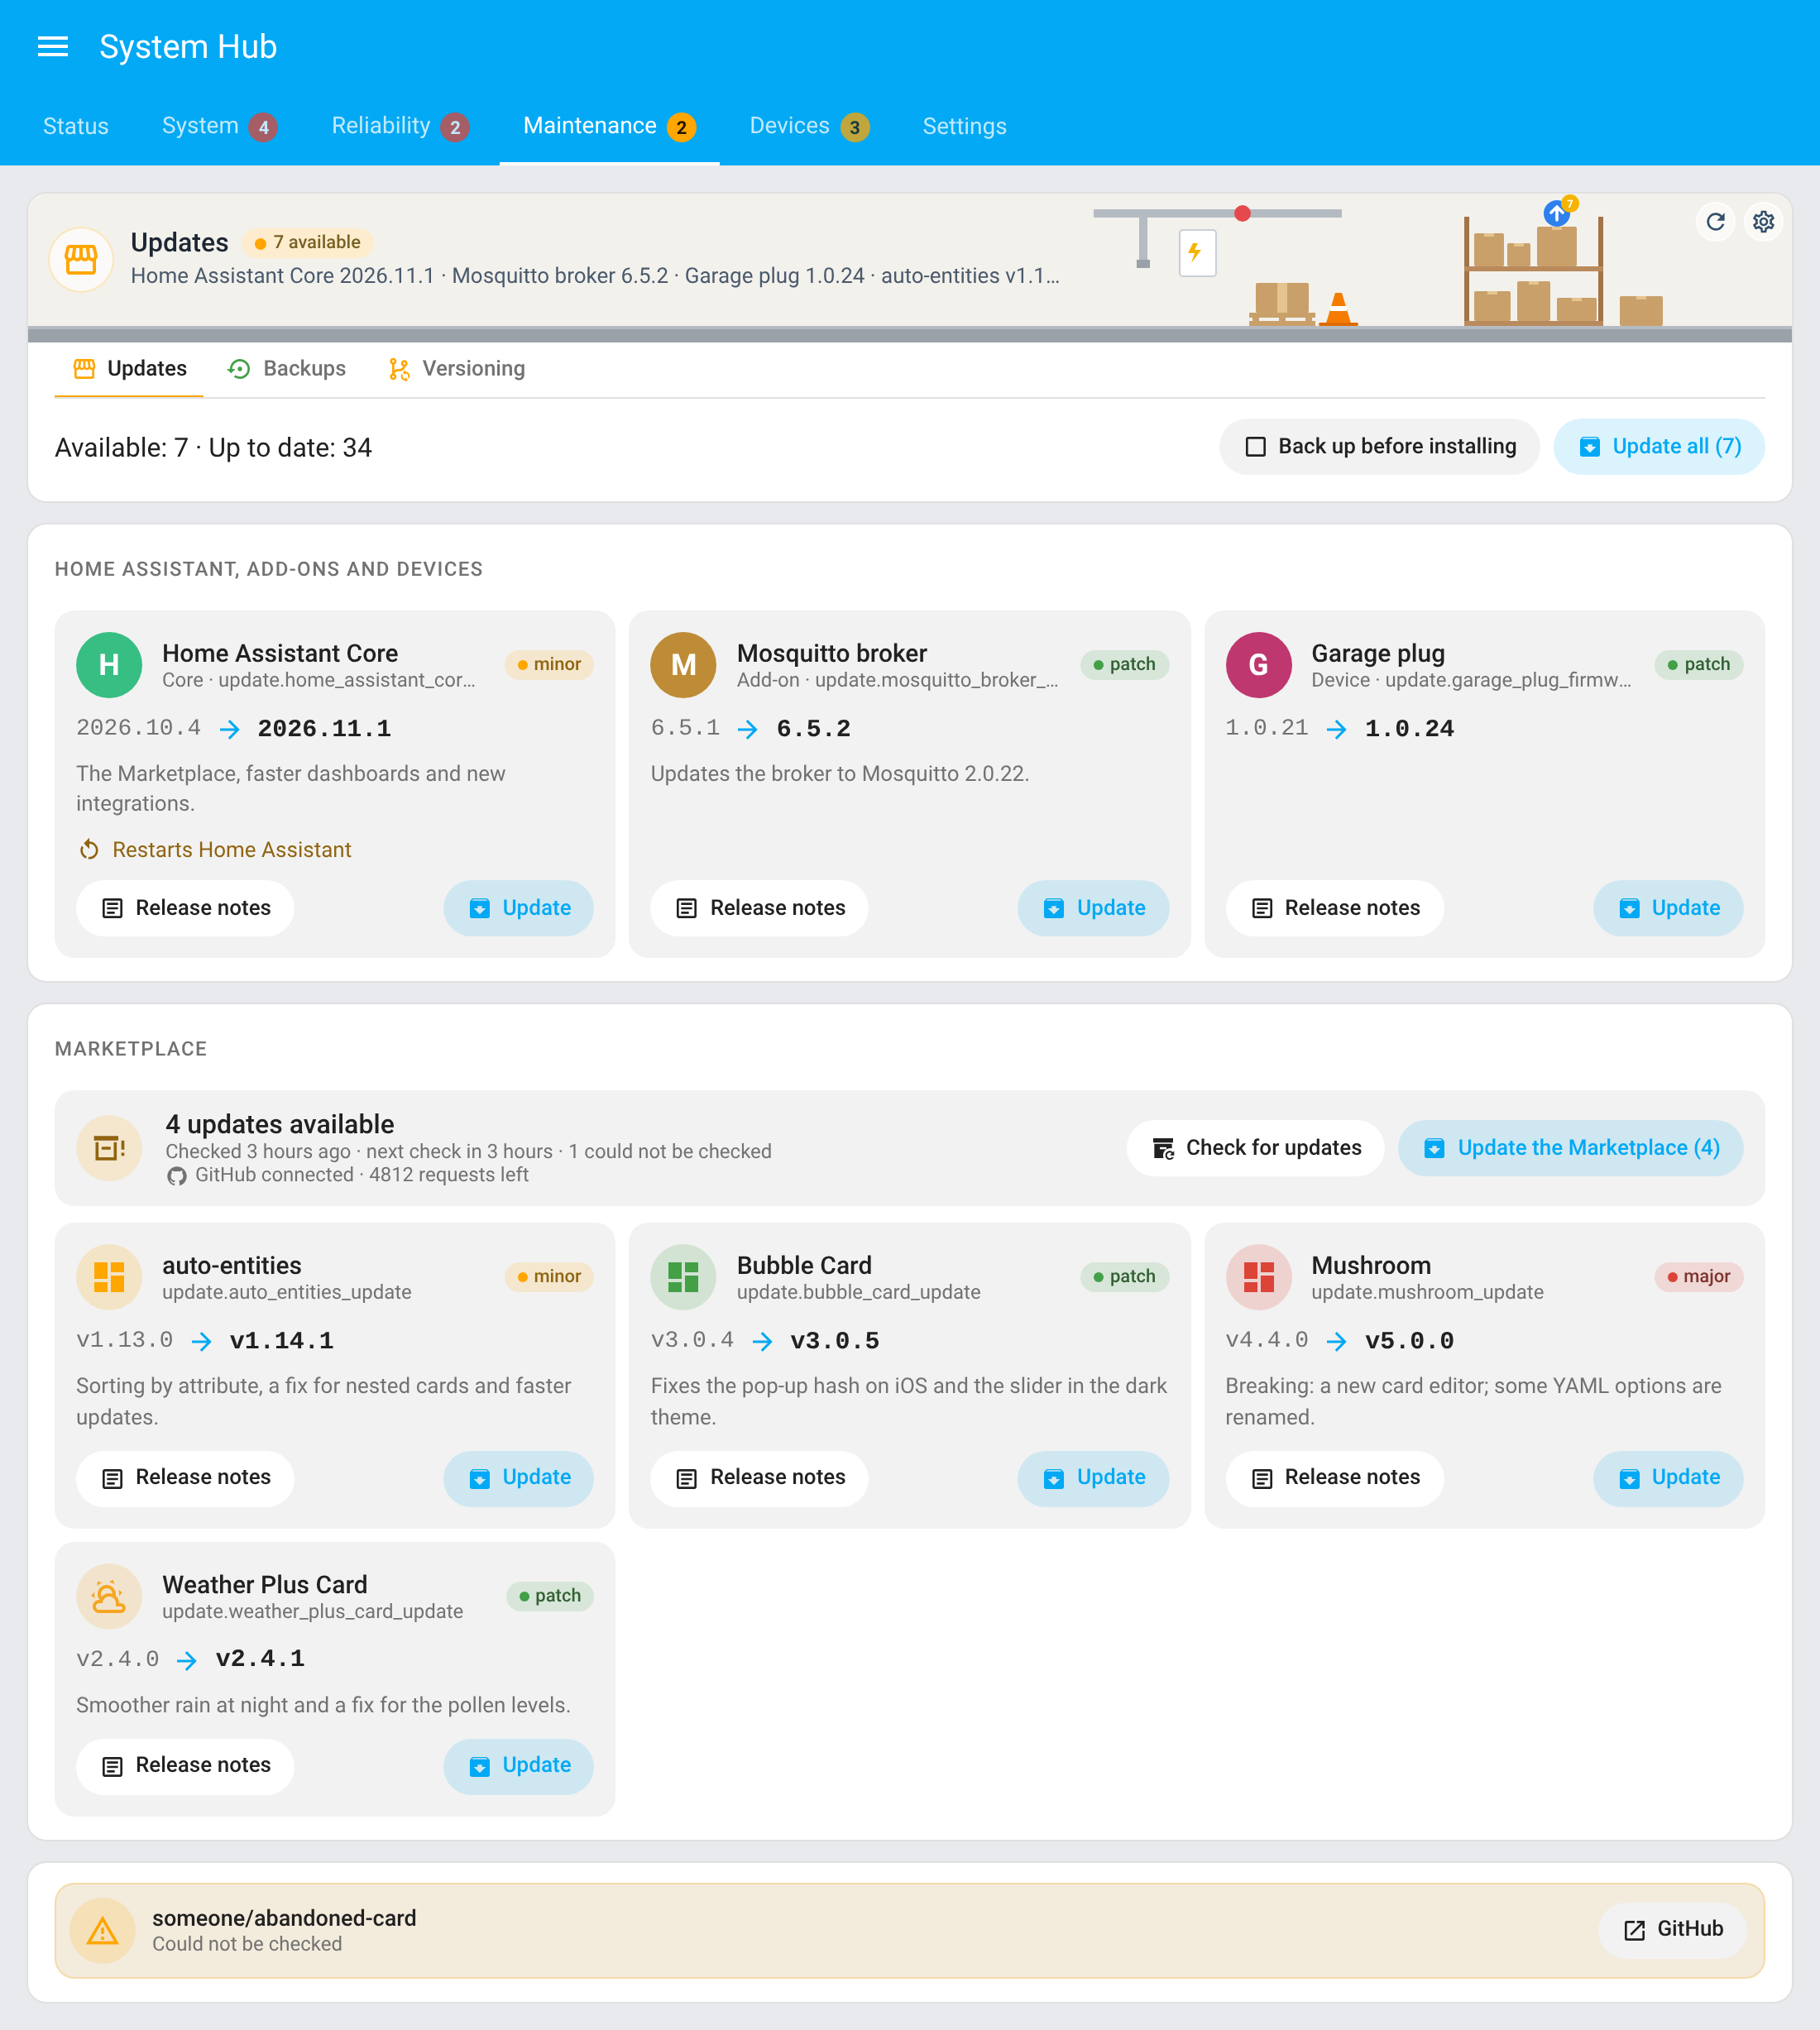 System Hub
Status
System 4
Reliability 2
Maintenance 2
Devices 3
Settings
Updates
7 available
Home Assistant Core 2026.11.1 · Mosquitto broker 6.5.2 · Garage plug 1.0.24 · auto-entities v1.1…
7
Updates
Backups
Versioning
Available: 7 · Up to date: 34
Back up before installing
Update all (7)
HOME ASSISTANT, ADD-ONS AND DEVICES
H
Home Assistant Core
Core · update.home_assistant_cor…
minor
2026.10.4 → 2026.11.1
The Marketplace, faster dashboards and new
integrations.
Restarts Home Assistant
Release notes
Update
M
Mosquitto broker
Add-on · update.mosquitto_broker_…
patch
6.5.1 → 6.5.2
Updates the broker to Mosquitto 2.0.22.
Release notes
Update
G
Garage plug
Device · update.garage_plug_firmw…
patch
1.0.21 → 1.0.24
Release notes
Update
MARKETPLACE
4 updates available
Checked 3 hours ago · next check in 3 hours · 1 could not be checked
GitHub connected · 4812 requests left
Check for updates
Update the Marketplace (4)
auto-entities
update.auto_entities_update
minor
v1.13.0 → v1.14.1
Sorting by attribute, a fix for nested cards and faster
updates.
Release notes
Update
Bubble Card
update.bubble_card_update
patch
v3.0.4 → v3.0.5
Fixes the pop-up hash on iOS and the slider in the dark
theme.
Release notes
Update
Mushroom
update.mushroom_update
major
v4.4.0 → v5.0.0
Breaking: a new card editor; some YAML options are
renamed.
Release notes
Update
Weather Plus Card
update.weather_plus_card_update
patch
v2.4.0 → v2.4.1
Smoother rain at night and a fix for the pollen levels.
Release notes
Update
someone/abandoned-card
Could not be checked
GitHub